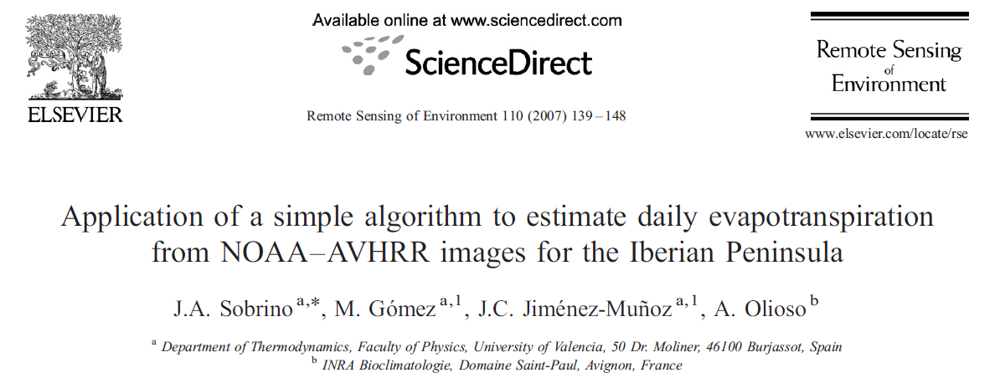 Available online at www.sciencedirect.com
ELSEVIER
ScienceDirect
Remote Sensing of Environment 110 (2007) 139–148
Remote Sensing
of
Environment
www.elsevier.com/locate/rse
Application of a simple algorithm to estimate daily evapotranspiration
from NOAA–AVHRR images for the Iberian Peninsula
J.A. Sobrino a,*, M. Gómez a,1, J.C. Jiménez-Muñoz a,1, A. Olioso b
a Department of Thermodynamics, Faculty of Physics, University of Valencia, 50 Dr. Moliner, 46100 Burjassot, Spain
b INRA Bioclimatologie, Domaine Saint-Paul, Avignon, France